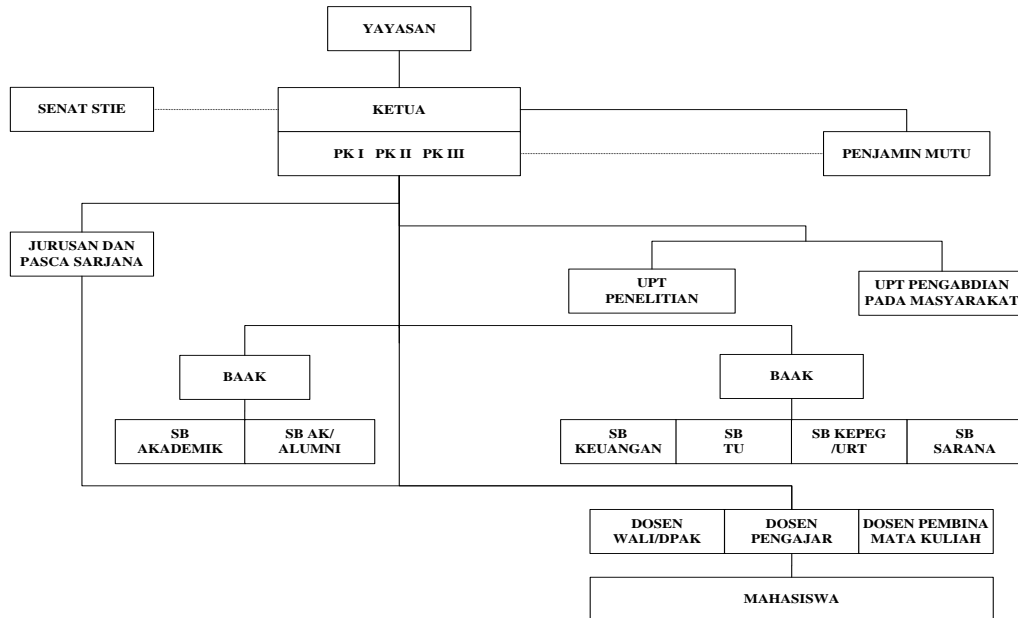 YAYASAN
SENAT STIE
KETUA
PK I PK II PK III
PENJAMIN MUTU
JURUSAN DAN
PASCA SARJANA
UPT
PENELITIAN
UPT PENGABDIAN
PADA MASYARAKAT
BAAK
BAAK
SB
AKADEMIK
SB AK/
ALUMNI
SB
KEUANGAN
SB
TU
SB KEPEG
/URT
SB
SARANA
DOSEN
WALI/DPAK
DOSEN
PENGAJAR
DOSEN PEMBINA
MATA KULIAH
MAHASISWA